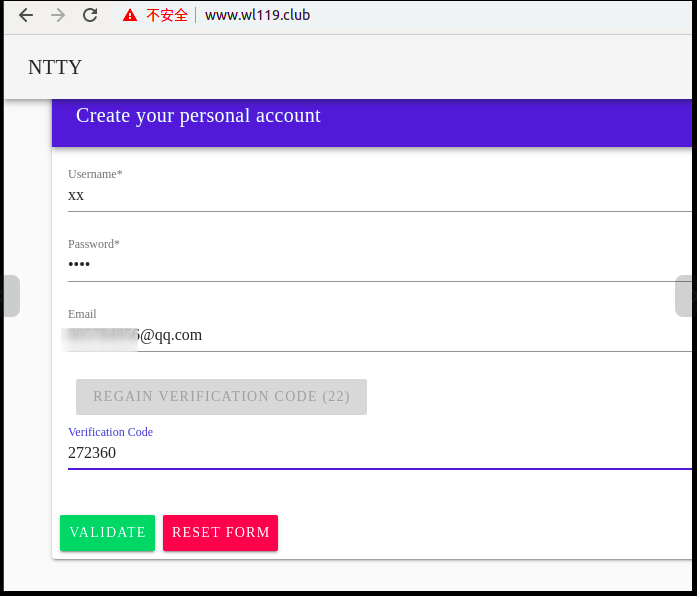 不安全 www.wl119.club
NTTY
Create your personal account
Username*
xx
Password*
••••
Email
6@qq.com
REGAIN VERIFICATION CODE (22)
Verification Code
272360
VALIDATE RESET FORM